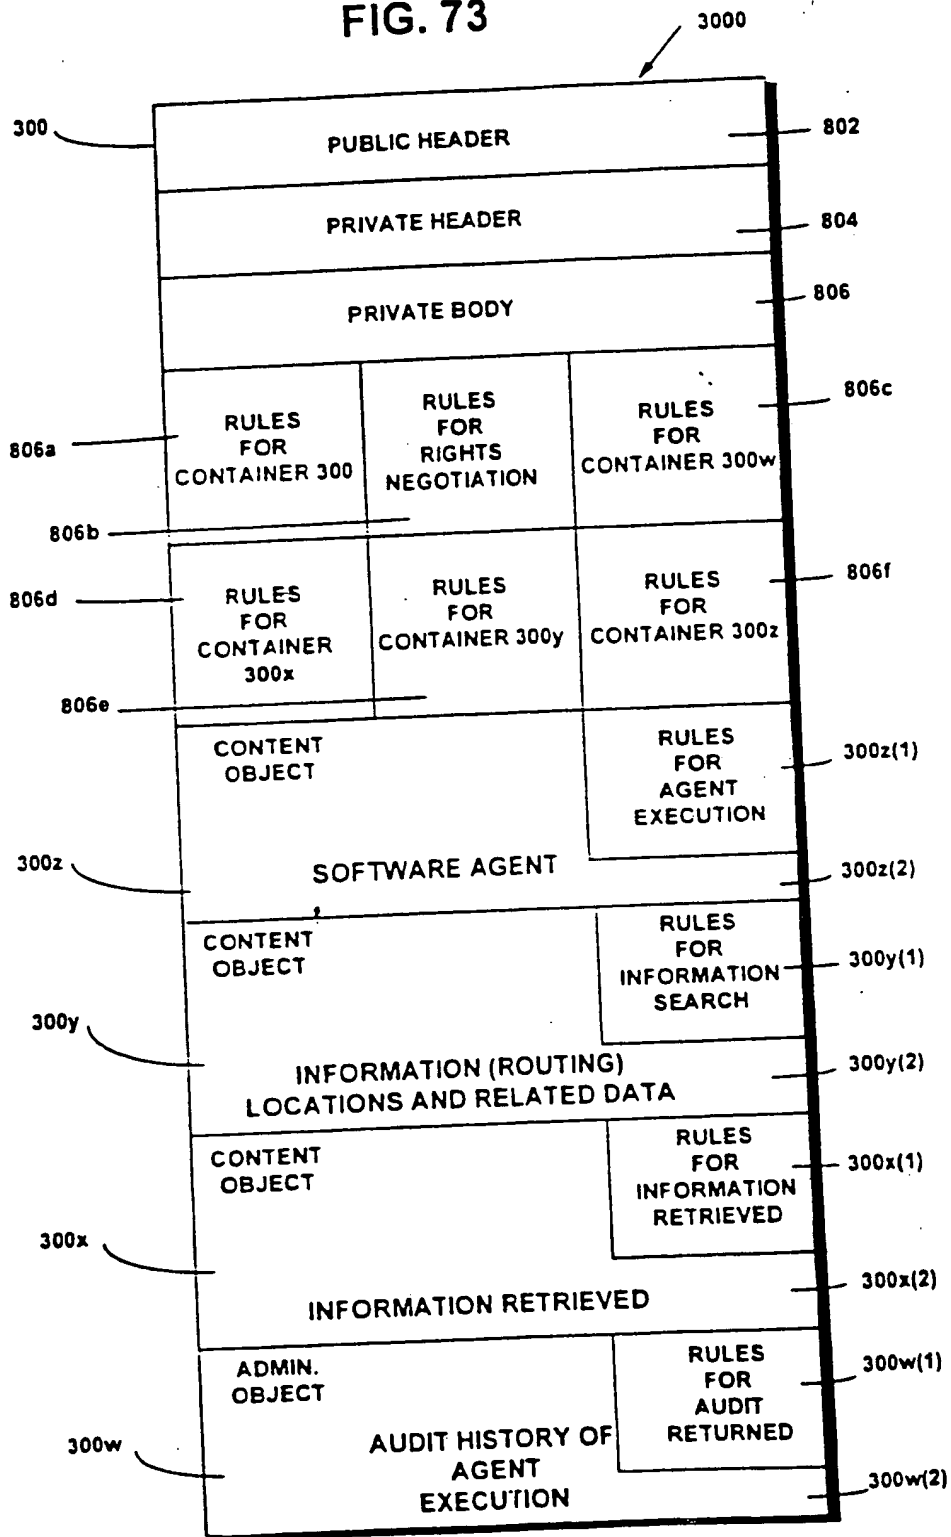 FIG. 73
3000
300
PUBLIC HEADER
802
PRIVATE HEADER
804
PRIVATE BODY
806
806a
RULES
FOR
CONTAINER 300
RULES
FOR
RIGHTS
NEGOTIATION
RULES
FOR
CONTAINER 300w
806c
806b
806d
RULES
FOR
CONTAINER
300x
RULES
FOR
CONTAINER 300y
RULES
FOR
CONTAINER 300z
806f
806e
CONTENT
OBJECT
RULES
FOR
AGENT
EXECUTION
300z(1)
300z
SOFTWARE AGENT
300z(2)
CONTENT
OBJECT
RULES
FOR
INFORMATION
SEARCH
300y(1)
300y
INFORMATION (ROUTING)
LOCATIONS AND RELATED DATA
300y(2)
CONTENT
OBJECT
RULES
FOR
INFORMATION
RETRIEVED
300x(1)
300x
INFORMATION RETRIEVED
300x(2)
ADMIN.
OBJECT
RULES
FOR
AUDIT
RETURNED
300w(1)
300w
AUDIT HISTORY OF
AGENT
EXECUTION
300w(2)